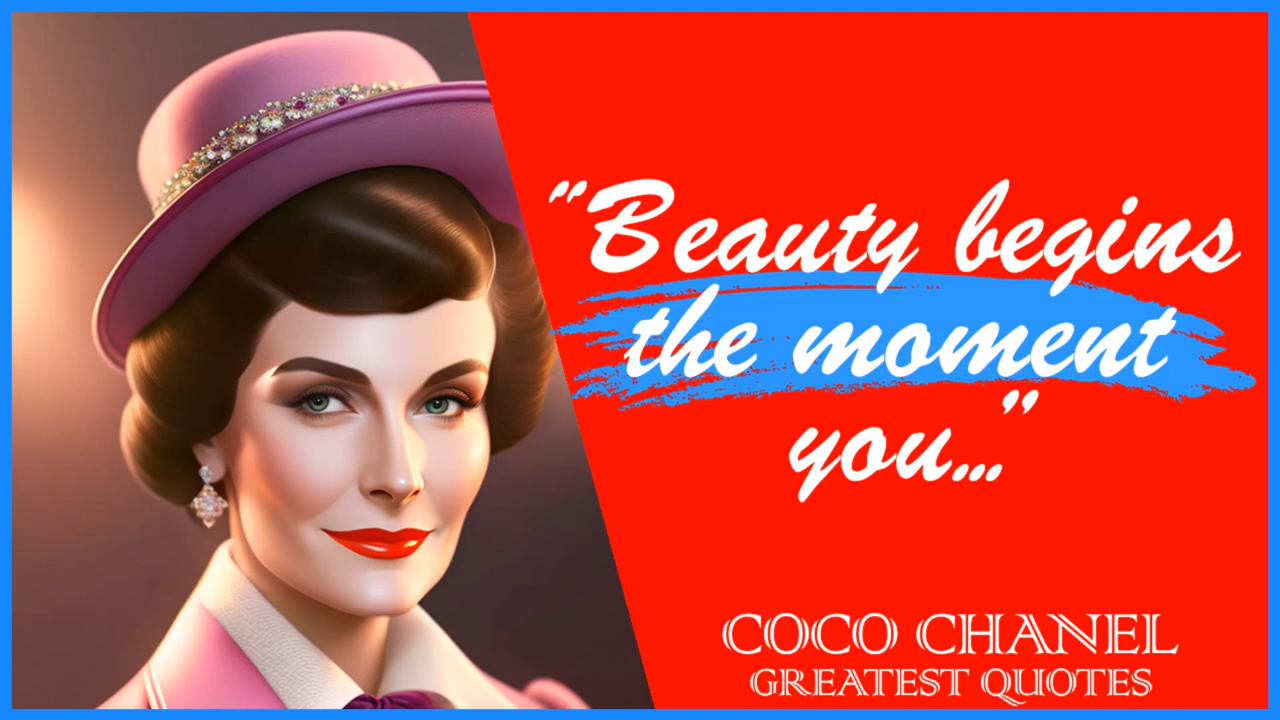 "Beauty begins
the moment
you..."
COCO CHANEL
GREATEST QUOTES